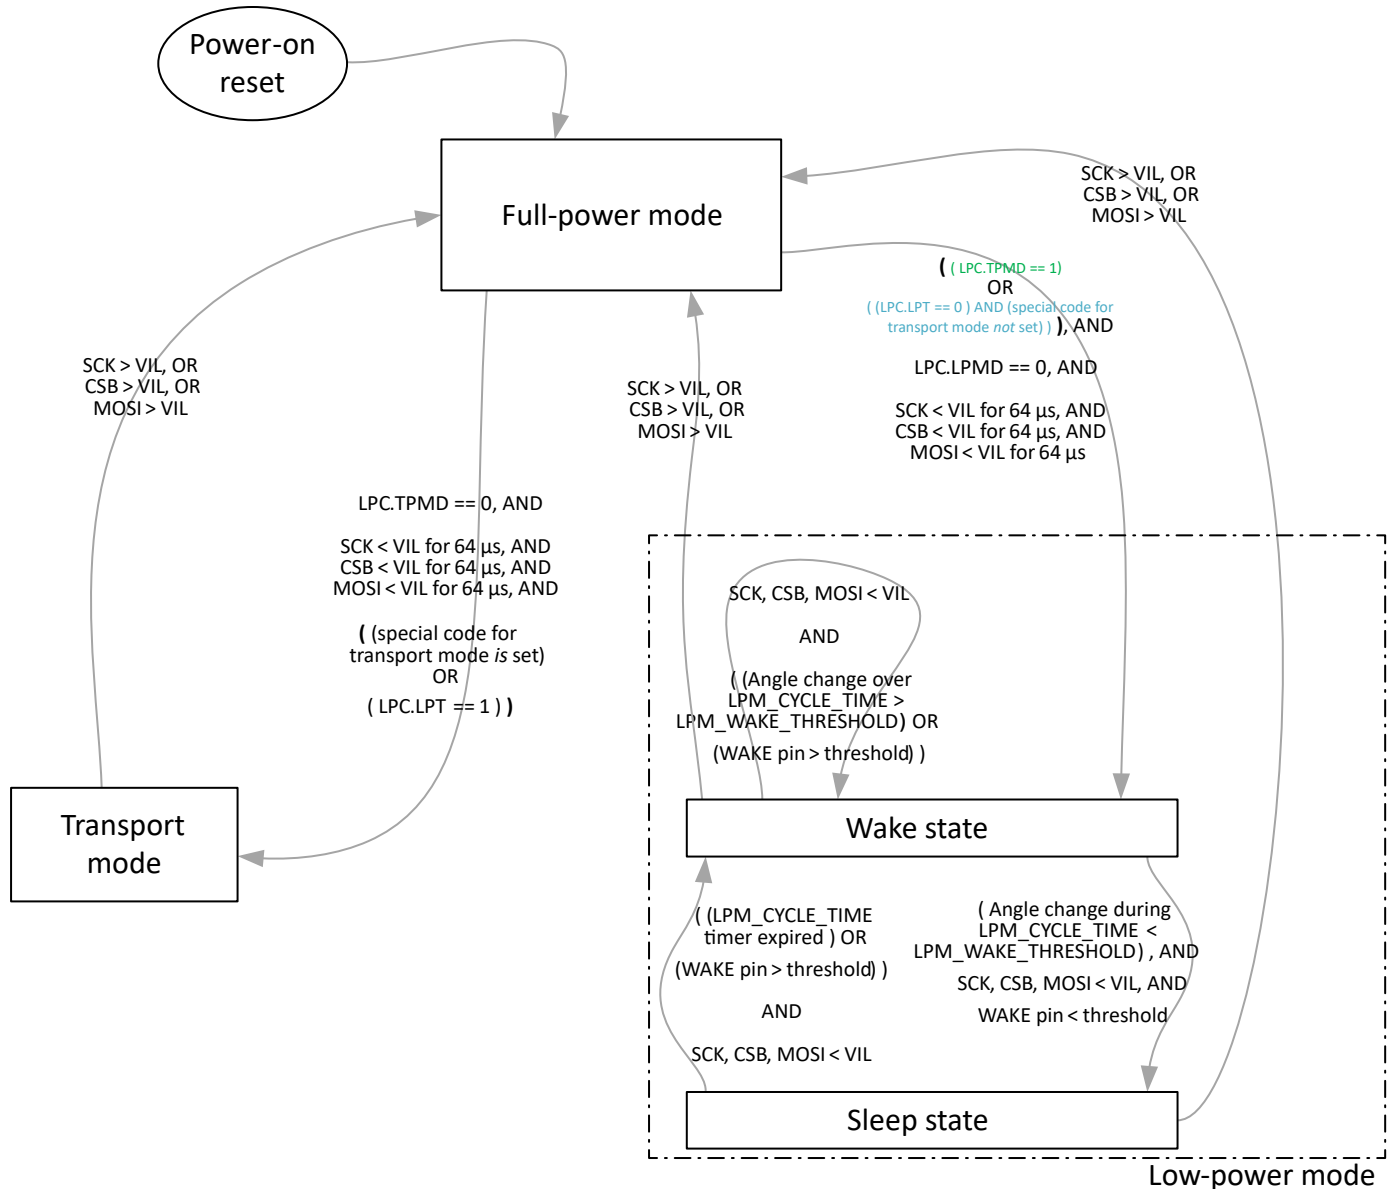 Power-on
reset
Full-power mode
SCK > VIL, OR
CSB > VIL, OR
MOSI > VIL
( ( LPC.TPMD == 1)
OR
( (LPC.LPT == 0 ) AND (special code for
transport mode not set) ) ), AND
LPC.LPMD == 0, AND
SCK < VIL for 64 µs, AND
CSB < VIL for 64 µs, AND
MOSI < VIL for 64 µs
SCK > VIL, OR
CSB > VIL, OR
MOSI > VIL
SCK > VIL, OR
CSB > VIL, OR
MOSI > VIL
LPC.TPMD == 0, AND
SCK < VIL for 64 µs, AND
CSB < VIL for 64 µs, AND
MOSI < VIL for 64 µs, AND
( (special code for
transport mode is set)
OR
( LPC.LPT == 1 ) )
SCK, CSB, MOSI < VIL
AND
( (Angle change over
LPM_CYCLE_TIME >
LPM_WAKE_THRESHOLD) OR
(WAKE pin > threshold) )
Transport
mode
Wake state
( (LPM_CYCLE_TIME
timer expired ) OR
(WAKE pin > threshold) )
AND
SCK, CSB, MOSI < VIL
( Angle change during
LPM_CYCLE_TIME <
LPM_WAKE_THRESHOLD) , AND
SCK, CSB, MOSI < VIL, AND
WAKE pin < threshold
Sleep state
Low-power mode